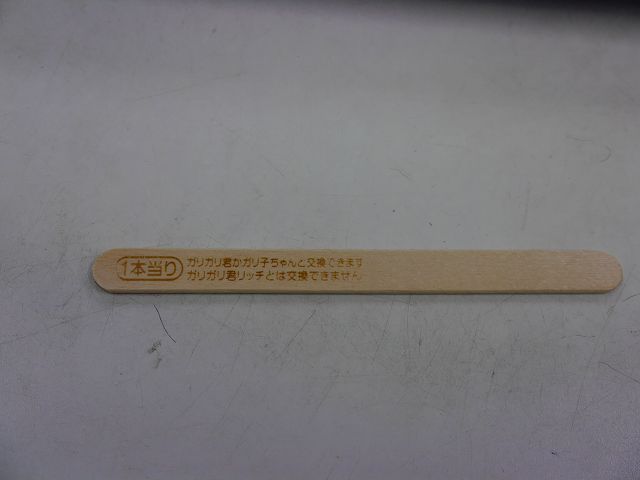 1本当り
ガリガリ君かガリ子ちゃんと交換できます
ガリガリ君リッチとは交換できません